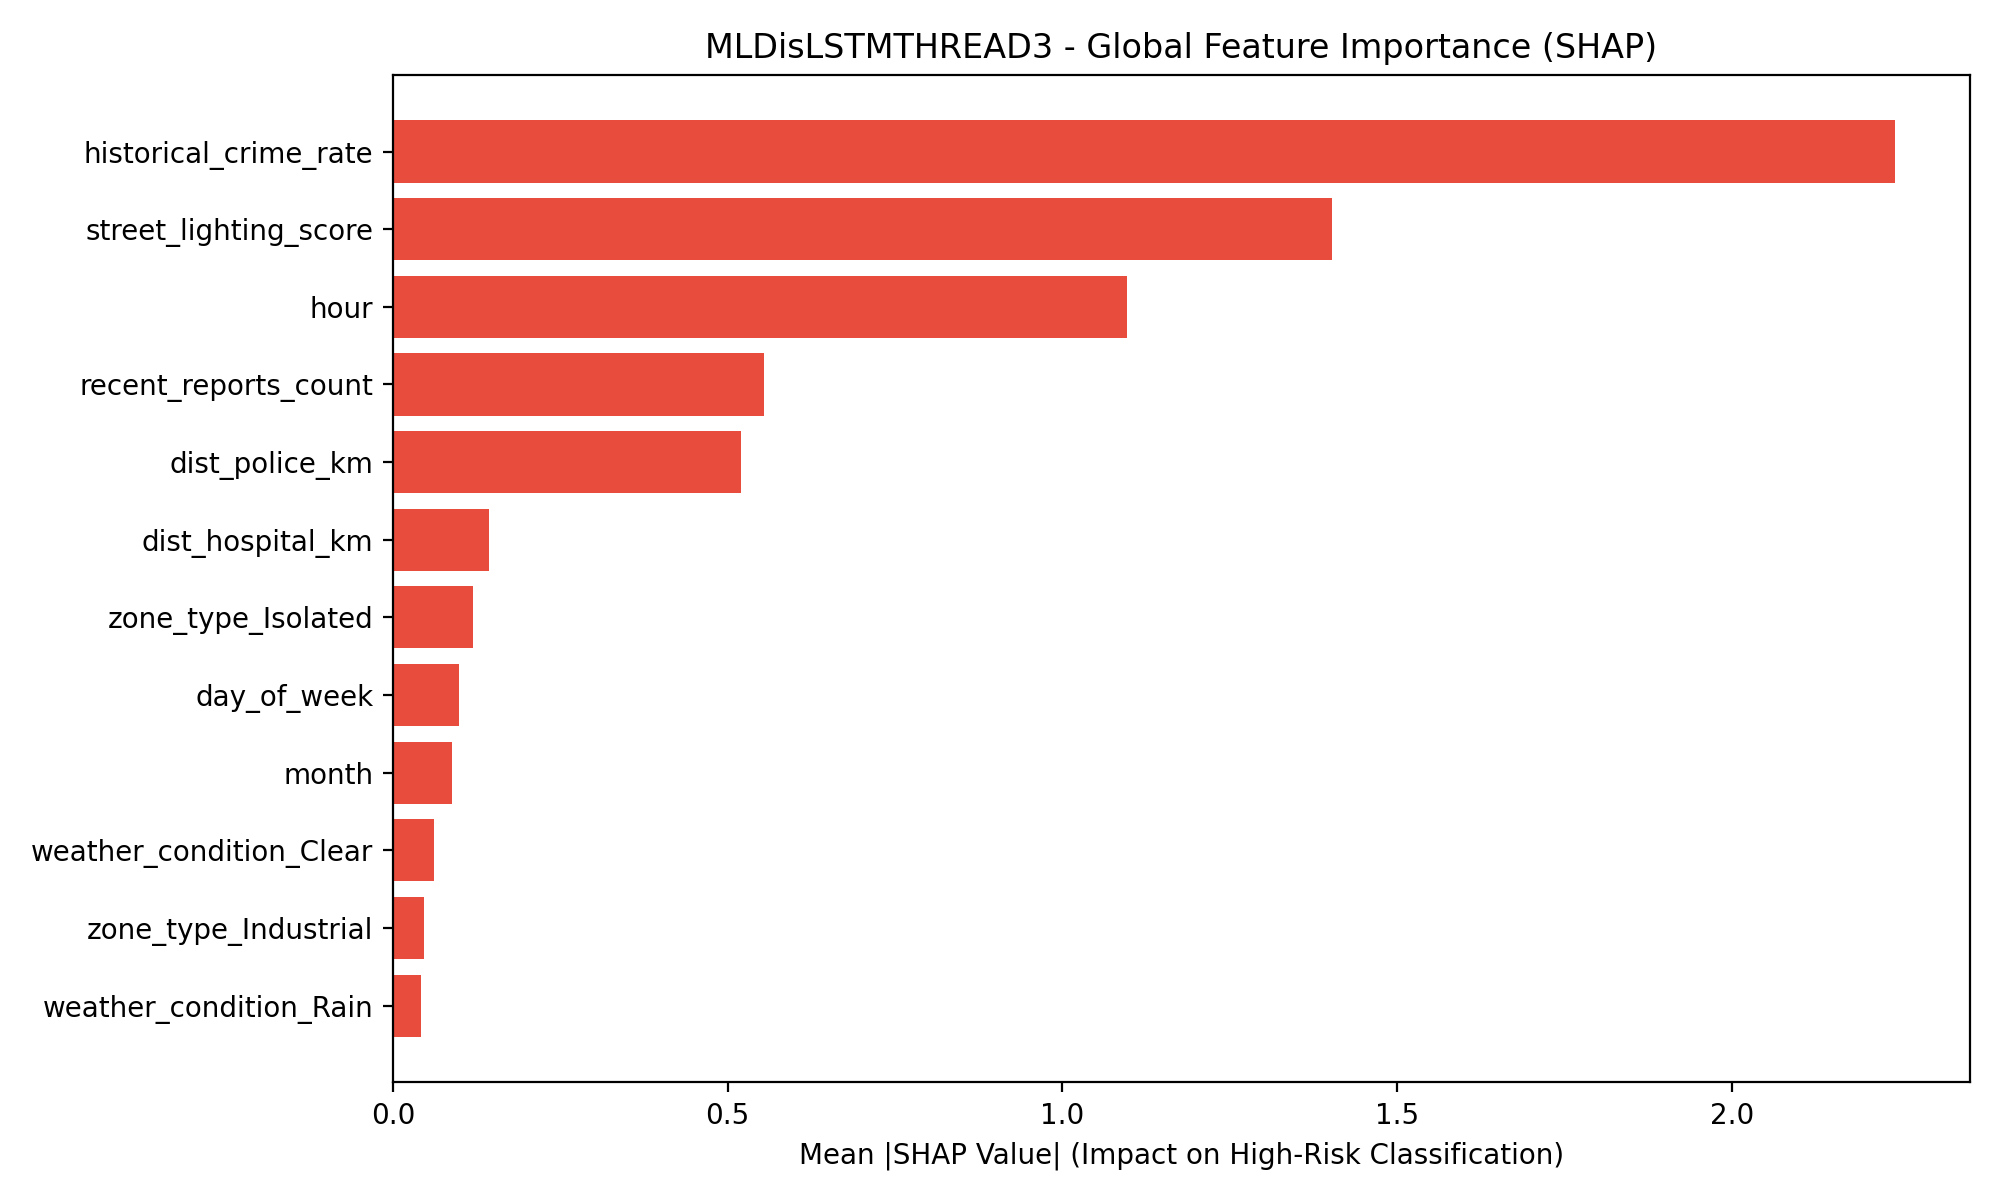 MLDisLSTMTHREAD3 - Global Feature Importance (SHAP)
historical_crime_rate
street_lighting_score
hour
recent_reports_count
dist_police_km
dist_hospital_km
zone_type_Isolated
day_of_week
month
weather_condition_Clear
zone_type_Industrial
weather_condition_Rain
0.0 0.5 1.0 1.5 2.0
Mean |SHAP Value| (Impact on High-Risk Classification)